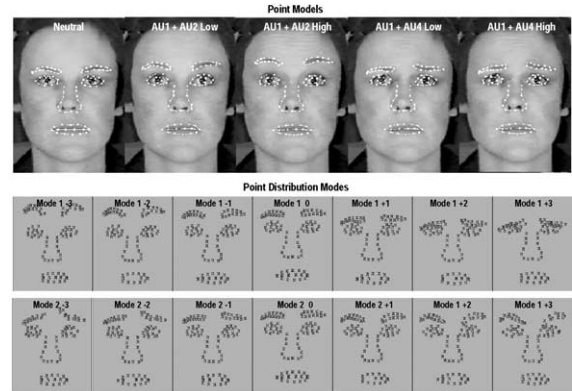 Point Models
Neutral AU1 + AU2 Low AU1 + AU2 High AU1 + AU4 Low AU1 + AU4 High
Point Distribution Modes
Mode 1 -3 Mode 1 -2 Mode 1 -1 Mode 1 0 Mode 1 +1 Mode 1 +2 Mode 1 +3
Mode 2 -3 Mode 2 -2 Mode 2 -1 Mode 2 0 Mode 2 +1 Mode 1 +2 Mode 1 +3